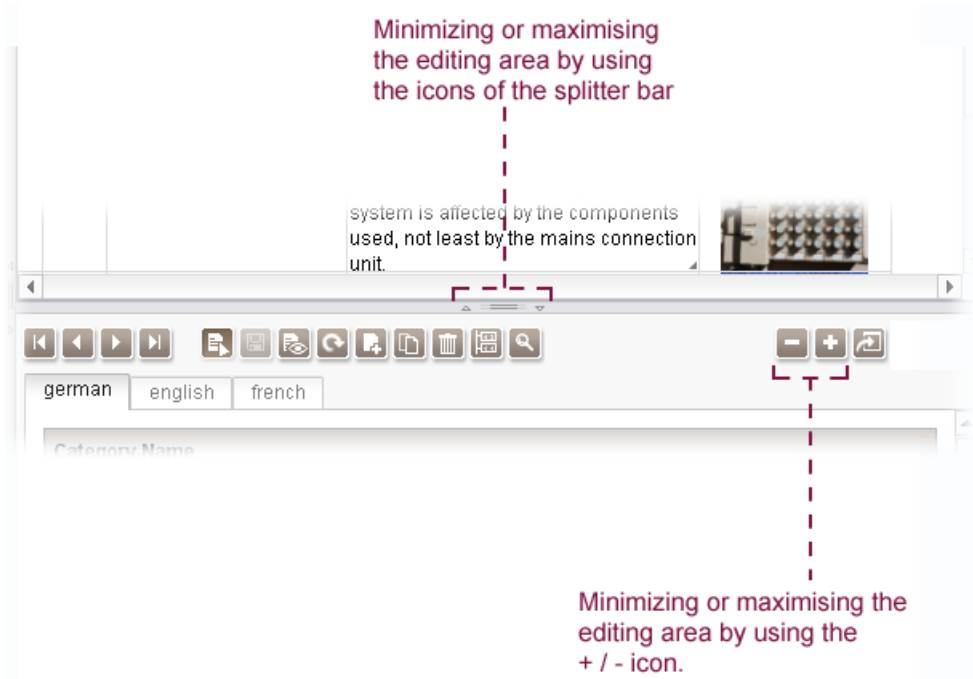 Minimizing or maximising
the editing area by using
the icons of the splitter bar
system is affected by the components
used, not least by the mains connection
unit.
german english french
Category Name
Minimizing or maximising the
editing area by using the
+ / - icon.